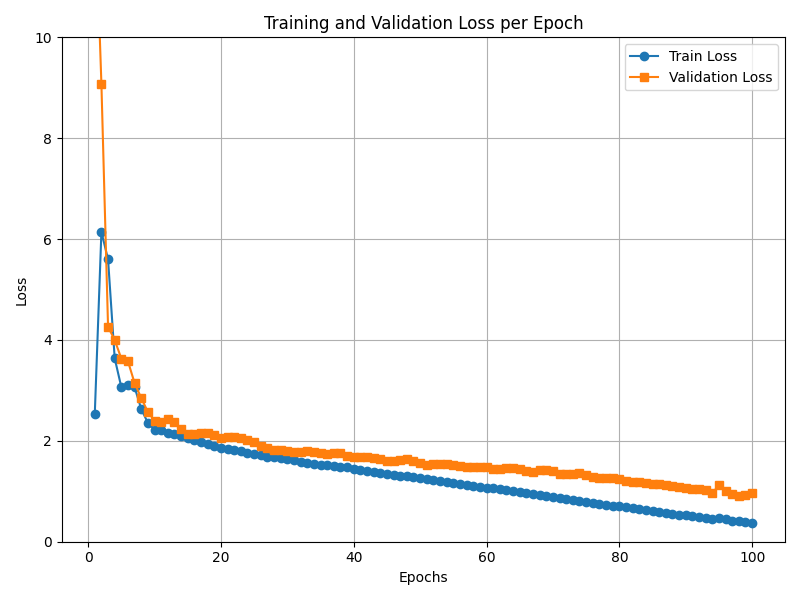 Training and Validation Loss per Epoch
Train Loss
Validation Loss
10
8
6
4
2
0
Loss
0 20 40 60 80 100
Epochs